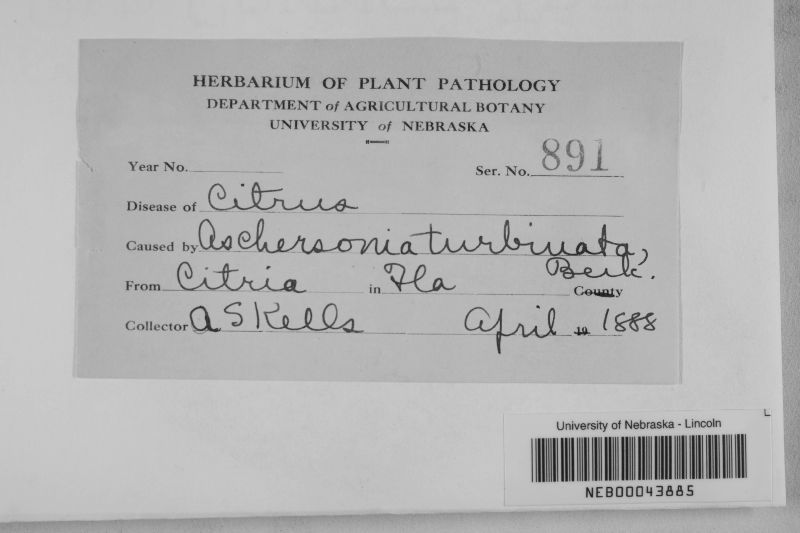 HERBARIUM OF PLANT PATHOLOGY
DEPARTMENT of AGRICULTURAL BOTANY
UNIVERSITY of NEBRASKA
Year No.
Ser. No. 891
Disease of Citrus
Caused by Aschersonia turbinata, Berk.
From Citria in Fla County
Collector A S Kells April 19 1888
University of Nebraska - Lincoln
NEB00043885
L